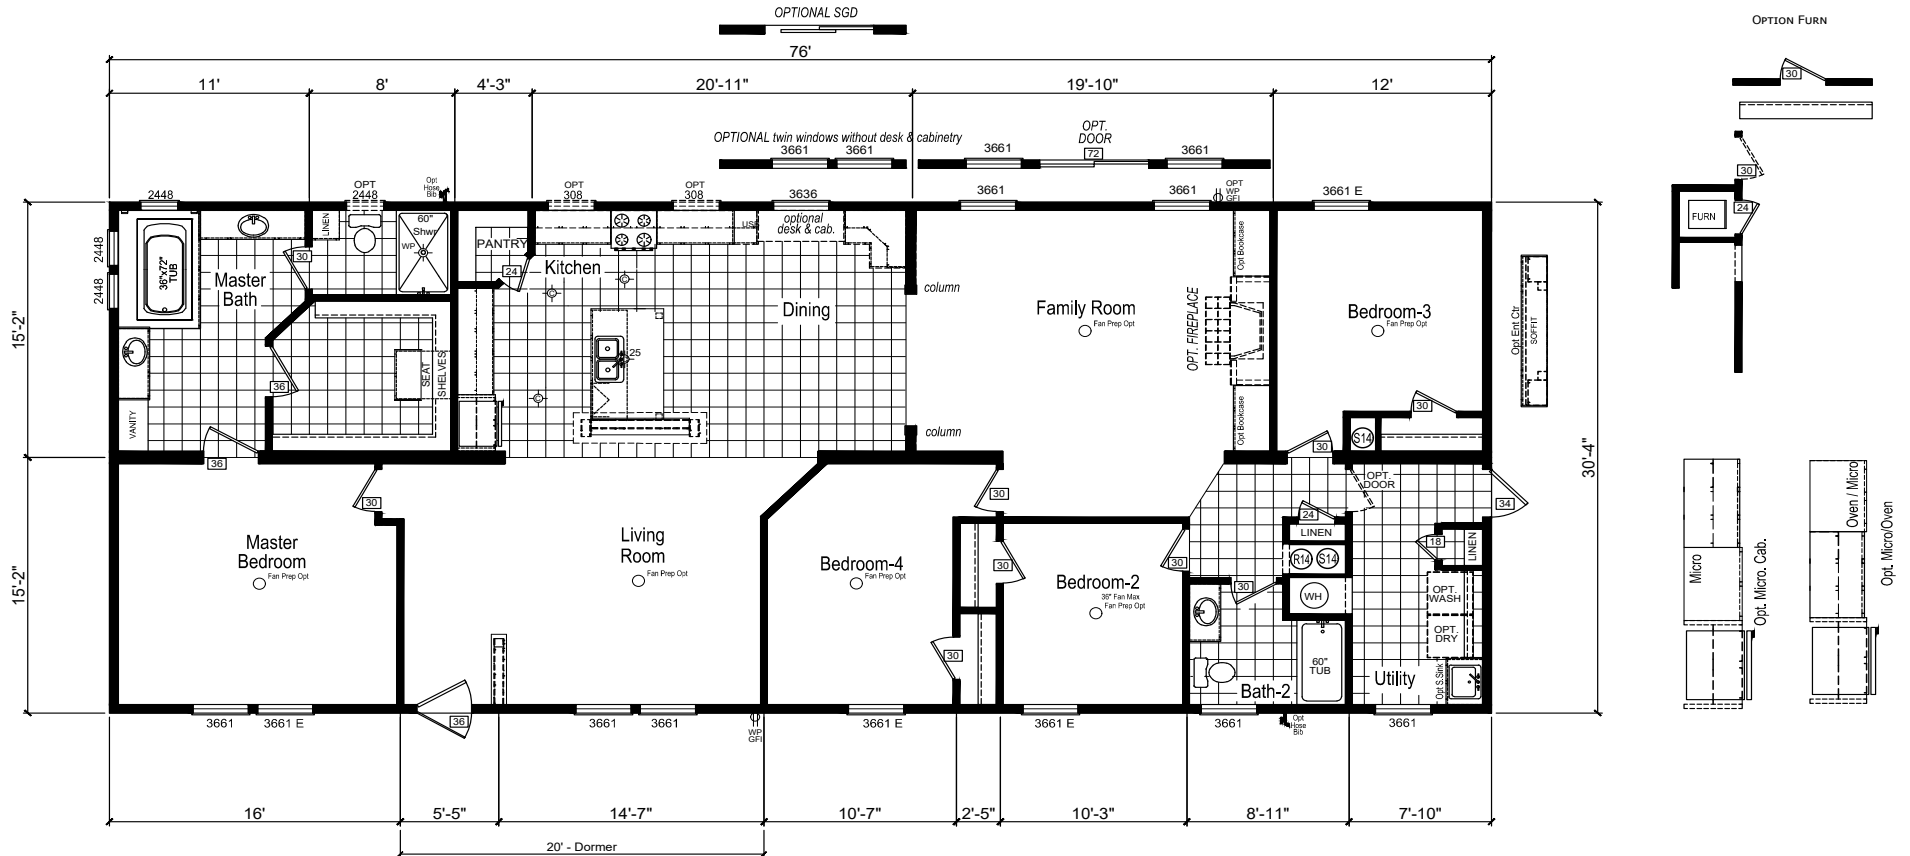 OPTIONAL SGD
OPTION FURN
76'
11'
8'
4'-3"
20'-11"
19'-10"
12'
30
OPTIONAL twin windows without desk & cabinetry
3661
3661
OPT.
DOOR
72
3661
3661
2448
OPT
2448
Opt
Hose
Bib
OPT
308
OPT
308
3636
3661
3661
OPT
WP
GFI
3661 E
30
24
FURN
15'-2"
2448
2448
36"x72"
TUB
Master
Bath
30
LINEN
60"
Shwr
WP
PANTRY
24
Kitchen
USB
optional
desk & cab.
Dining
column
column
Family Room
Fan Prep Opt
Opt Bookcase
OPT. FIREPLACE
Opt Bookcase
Bedroom-3
Fan Prep Opt
Opt Ent Ctr
SOFFIT
36
SEAT
SHELVES
25
VANITY
36
30
S14
30
30'-4"
15'-2"
30
Master
Bedroom
Fan Prep Opt
Living
Room
Fan Prep Opt
Bedroom-4
Fan Prep Opt
30
30
30
Bedroom-2
36" Fan Max
Fan Prep Opt
30
30
OPT.
DOOR
34
24
LINEN
R14
S14
WH
18
LINEN
OPT.
WASH
OPT.
DRY
60"
TUB
Bath-2
Utility
Opt S.Sink
Micro
Opt. Micro. Cab.
Oven / Micro
Opt. Micro/Oven
3661
3661 E
36
3661
3661
WP
GFI
3661 E
3661 E
3661
Opt
Hose
Bib
3661
16'
5'-5"
14'-7"
10'-7"
2'-5"
10'-3"
8'-11"
7'-10"
20' - Dormer